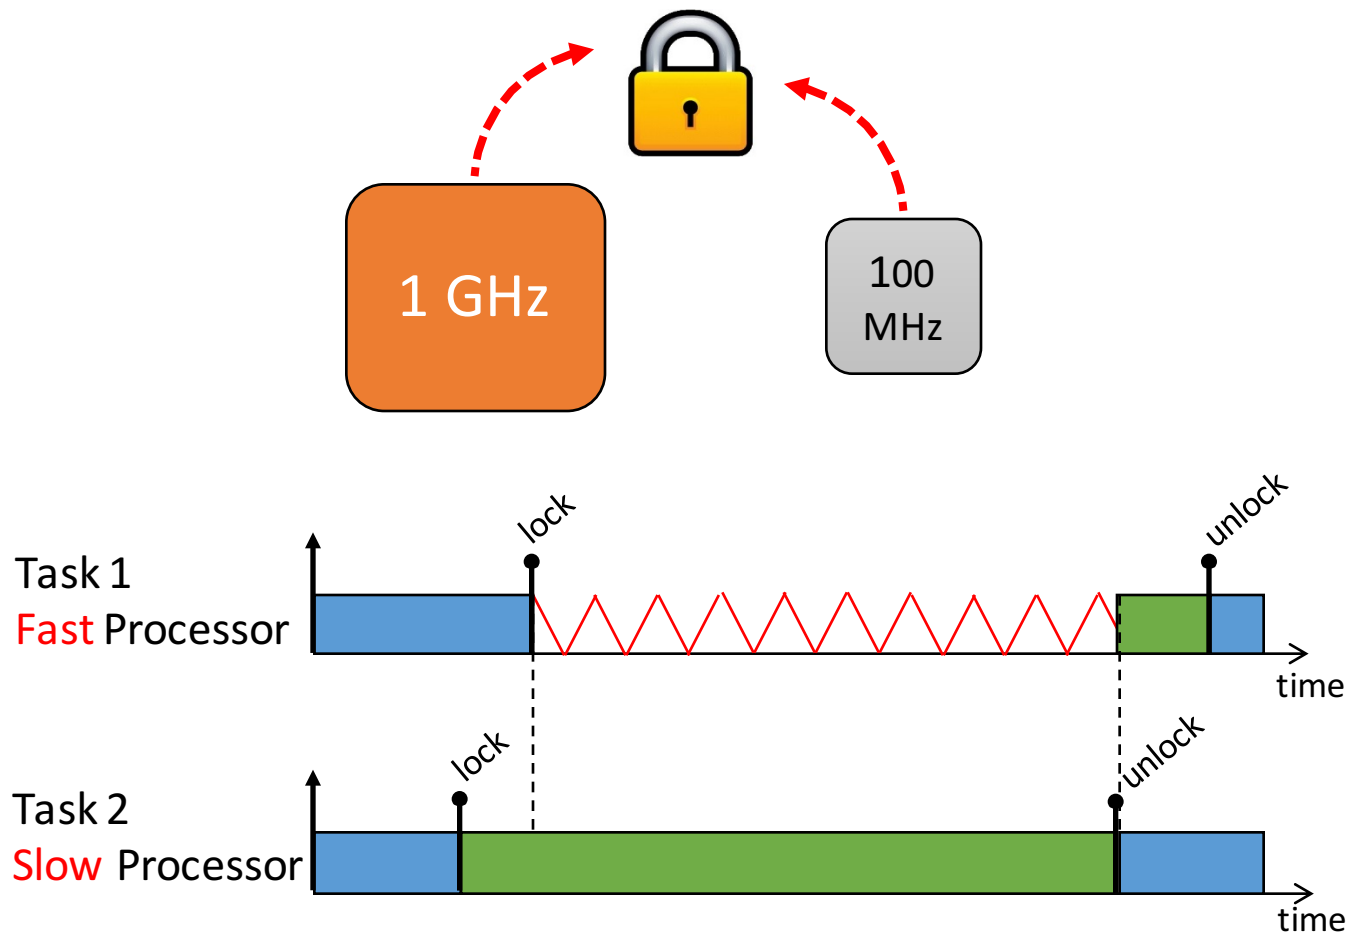 1 GHz
100
MHz
lock
unlock
Task 1
Fast Processor
time
lock
unlock
Task 2
Slow Processor
time